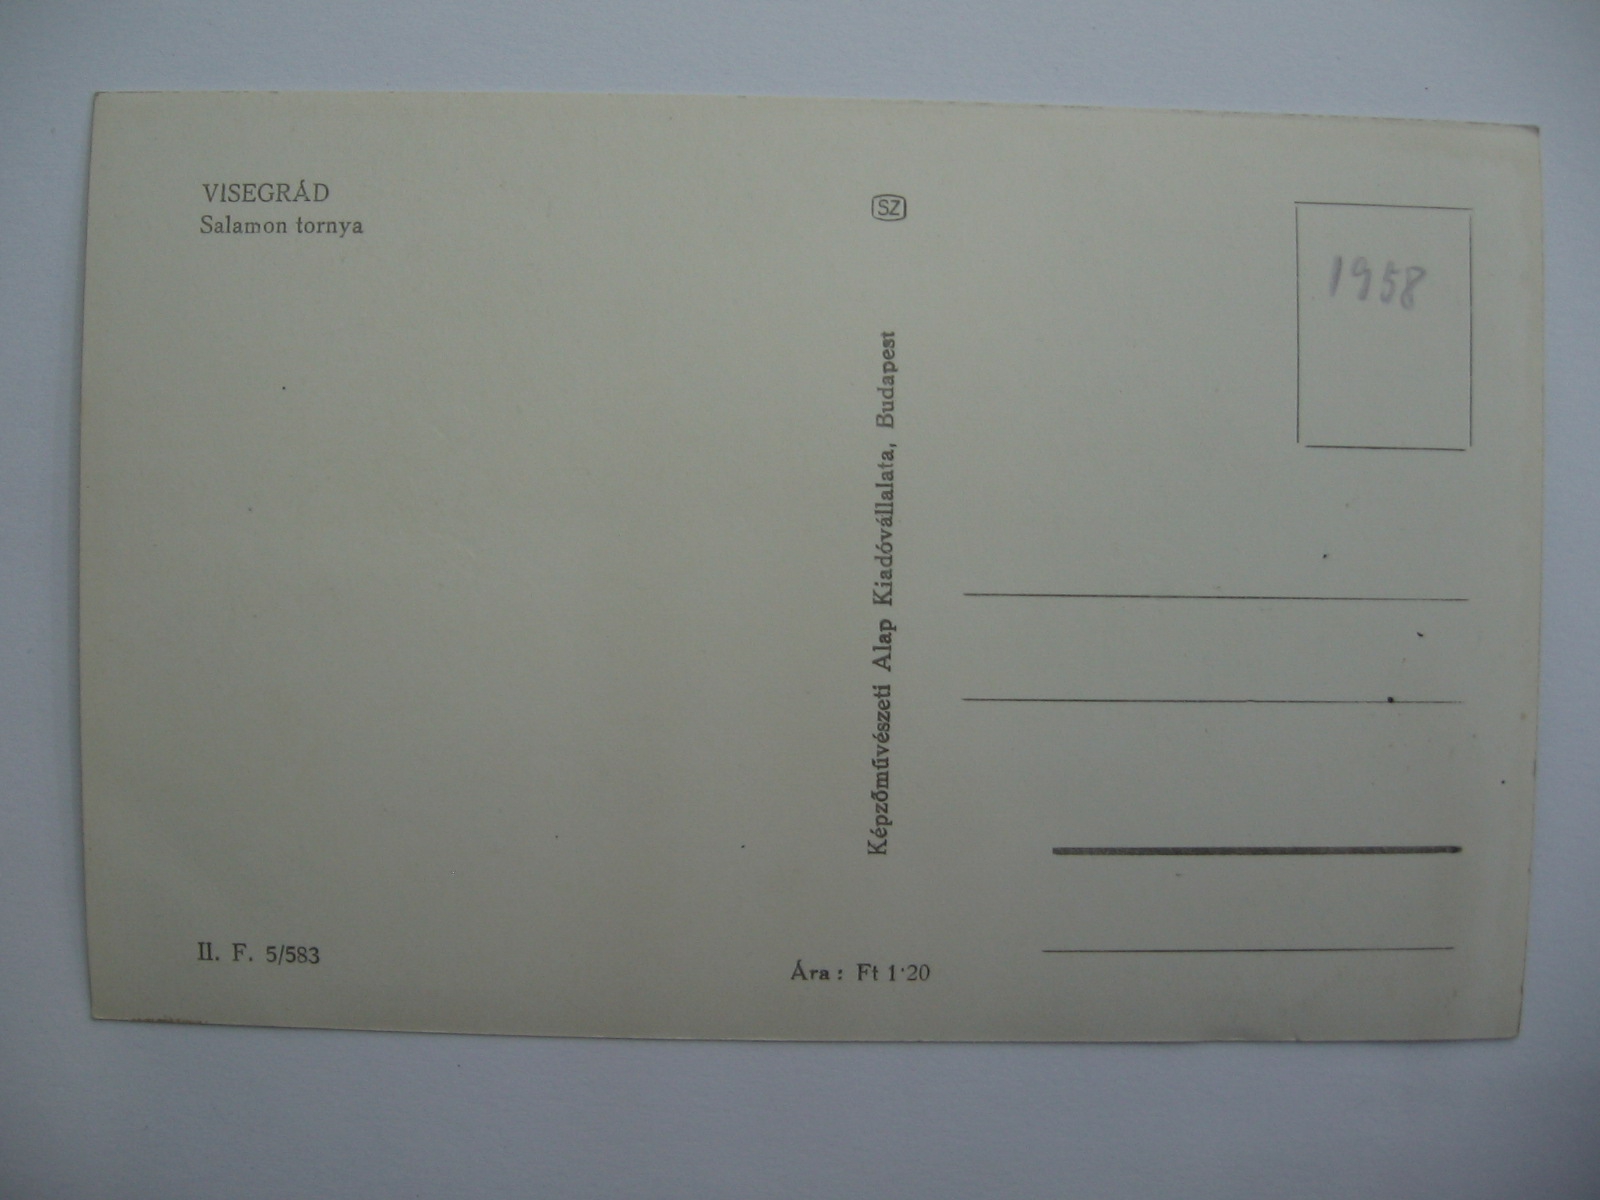 VISEGRÁD
Salamon tornya
SZ
1958
Képzőművészeti Alap Kiadóvállalata, Budapest
II. F. 5/583
Ára: Ft 1·20